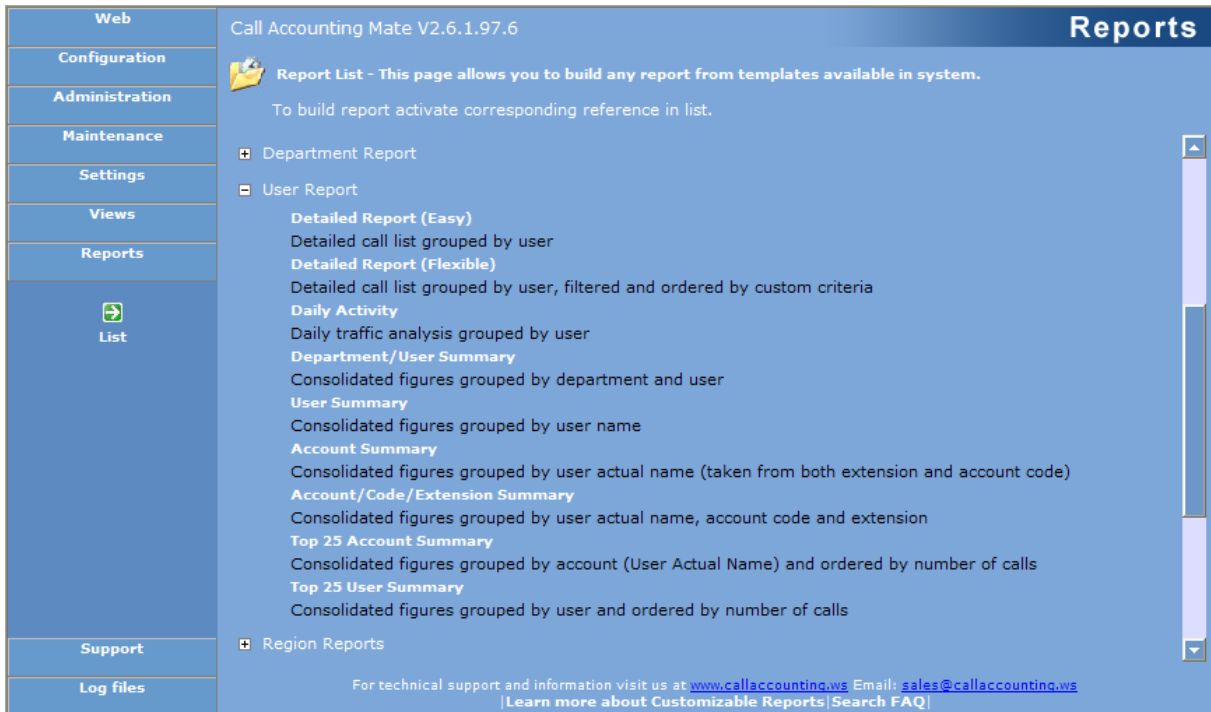 Web
Configuration
Administration
Maintenance
Settings
Views
Reports
List
Support
Log files
Call Accounting Mate V2.6.1.97.6
Reports
Report List - This page allows you to build any report from templates available in system.
To build report activate corresponding reference in list.
Department Report
User Report
Detailed Report (Easy)
Detailed call list grouped by user
Detailed Report (Flexible)
Detailed call list grouped by user, filtered and ordered by custom criteria
Daily Activity
Daily traffic analysis grouped by user
Department/User Summary
Consolidated figures grouped by department and user
User Summary
Consolidated figures grouped by user name
Account Summary
Consolidated figures grouped by user actual name (taken from both extension and account code)
Account/Code/Extension Summary
Consolidated figures grouped by user actual name, account code and extension
Top 25 Account Summary
Consolidated figures grouped by account (User Actual Name) and ordered by number of calls
Top 25 User Summary
Consolidated figures grouped by user and ordered by number of calls
Region Reports
For technical support and information visit us at www.callaccounting.ws Email: sales@callaccounting.ws
|Learn more about Customizable Reports|Search FAQ|